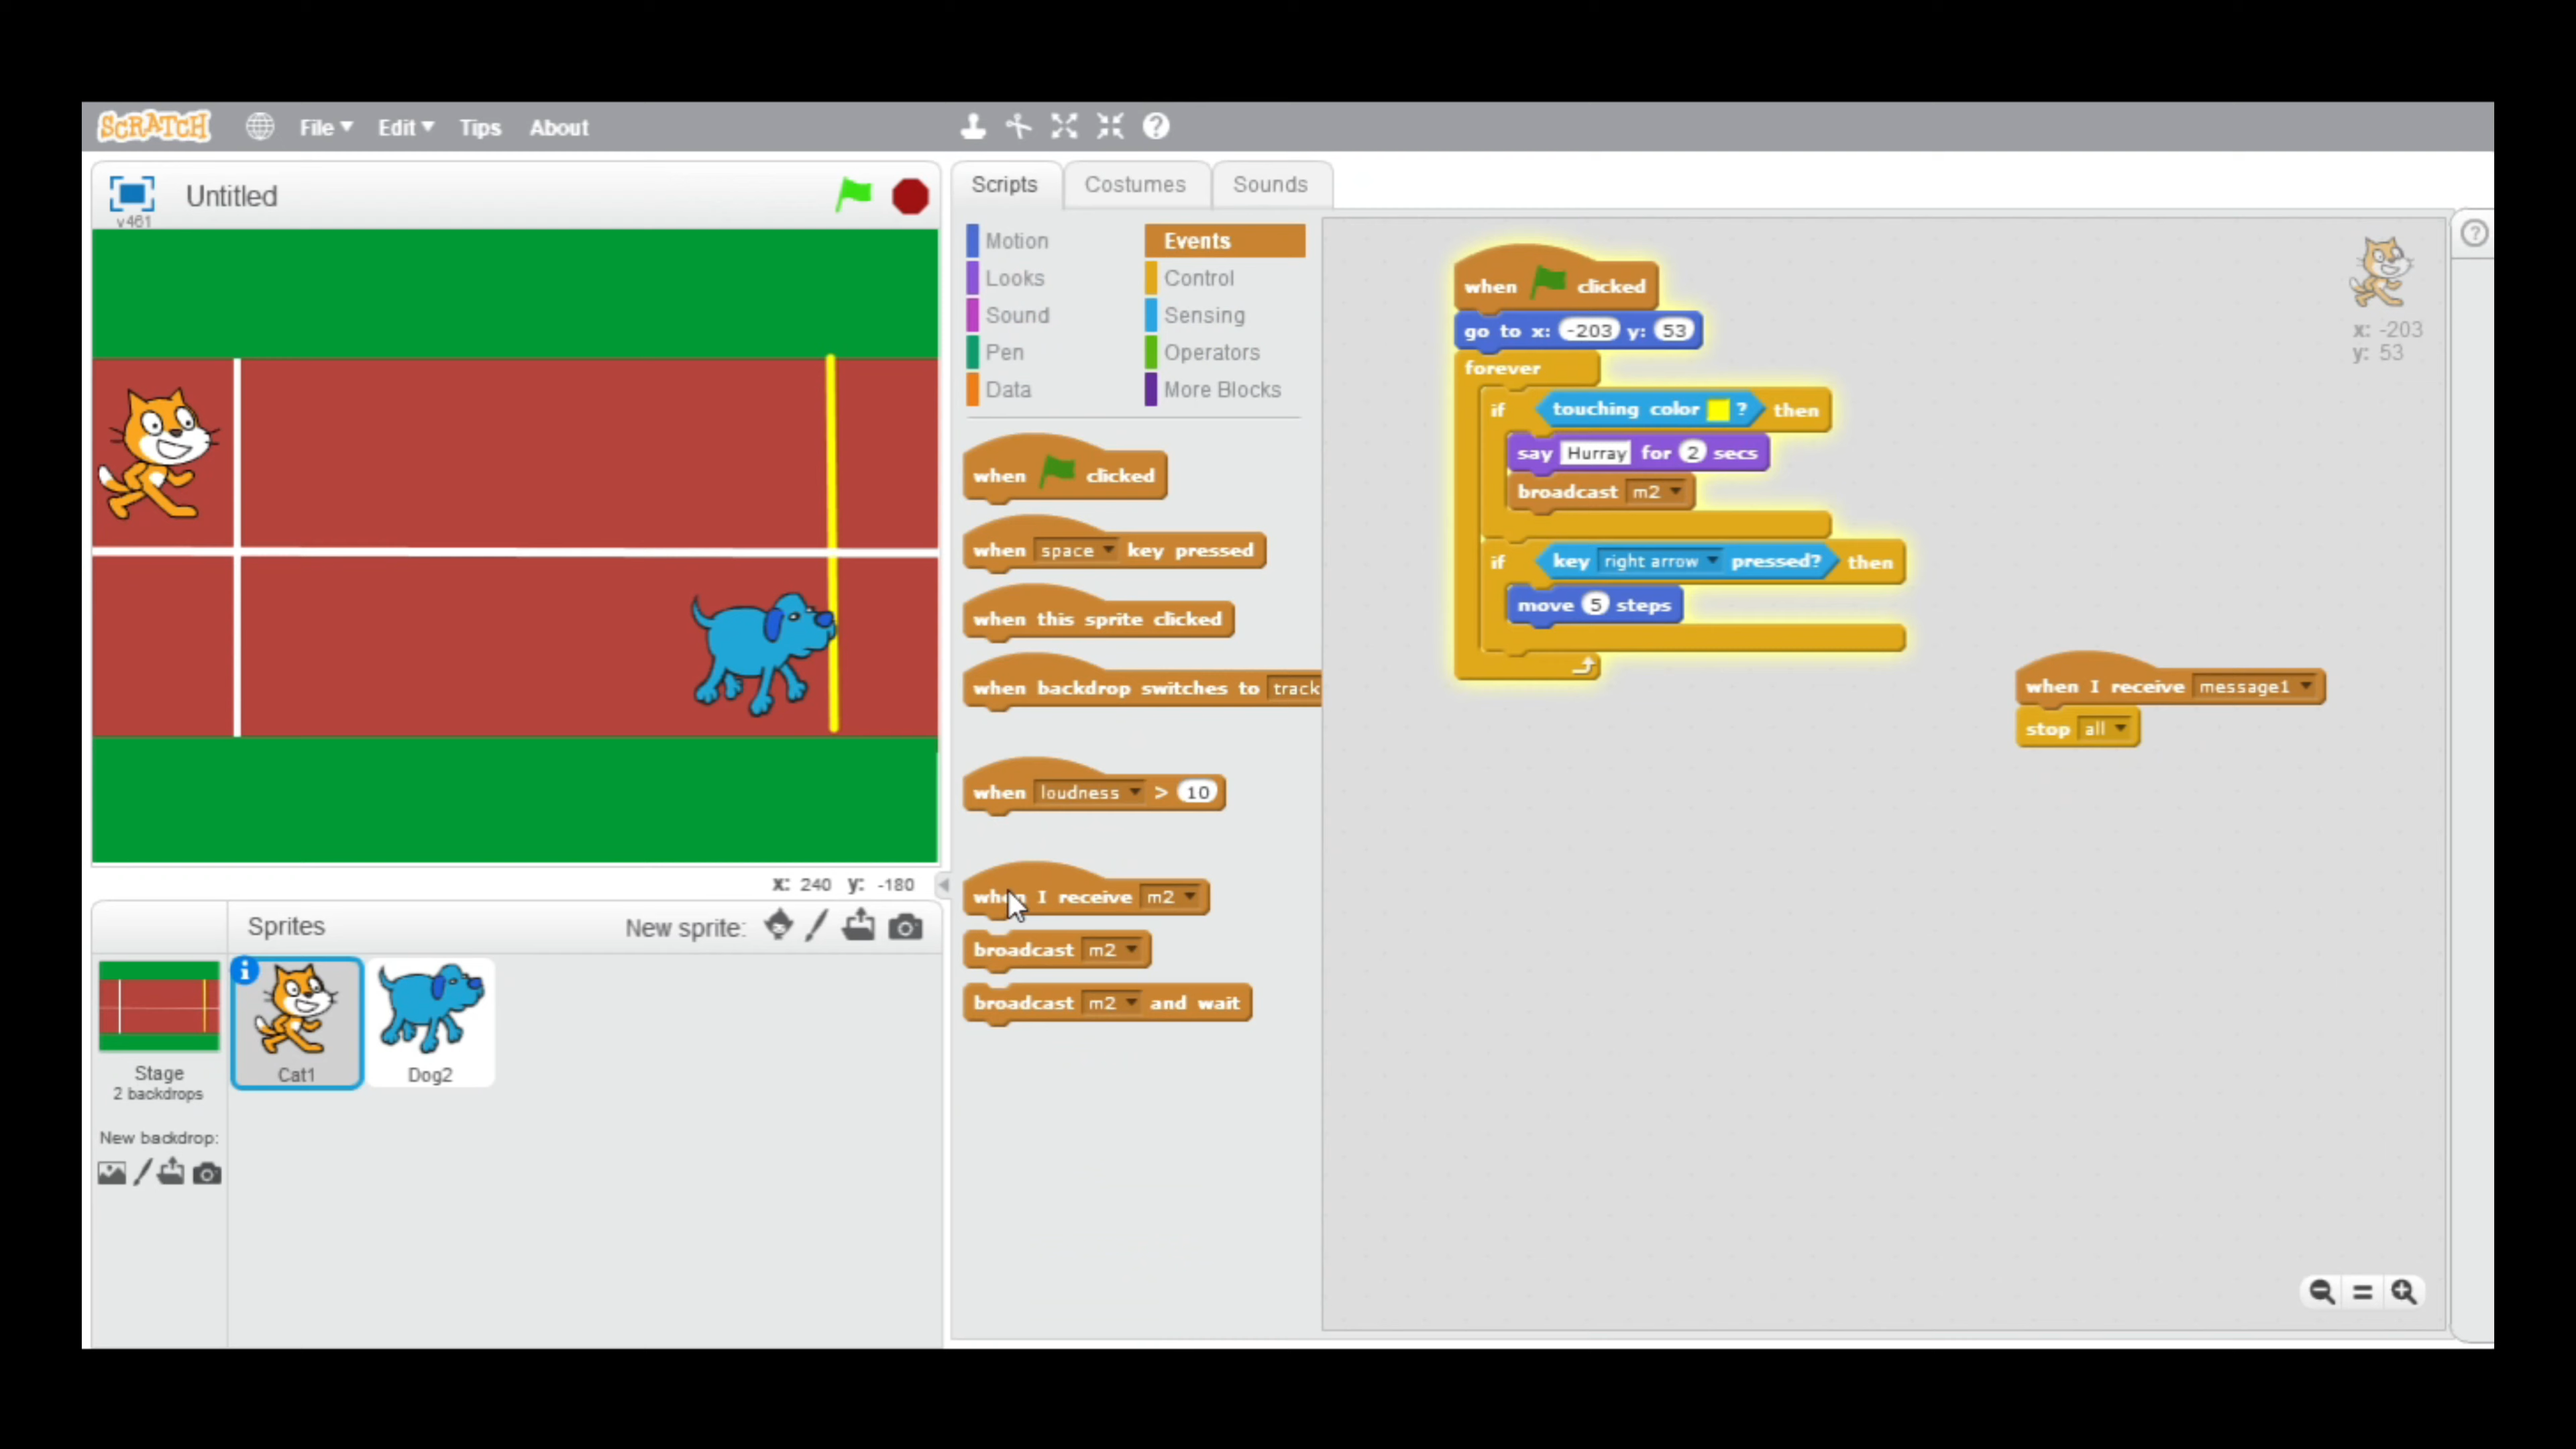 SCRATCH File Edit Tips About
Untitled
v461
Scripts Costumes Sounds
Motion Events
Looks Control
Sound Sensing
Pen Operators
Data More Blocks
when clicked
when space key pressed
when this sprite clicked
when backdrop switches to track
when loudness > 10
when I receive m2
broadcast m2
broadcast m2 and wait
when clicked
go to x: -203 y: 53
forever
if touching color ? then
say Hurray for 2 secs
broadcast m2
if key right arrow pressed? then
move 5 steps
when I receive message1
stop all
x: -203
y: 53
x: 240 y: -180
Sprites New sprite:
Stage
2 backdrops
New backdrop:
Cat1
Dog2